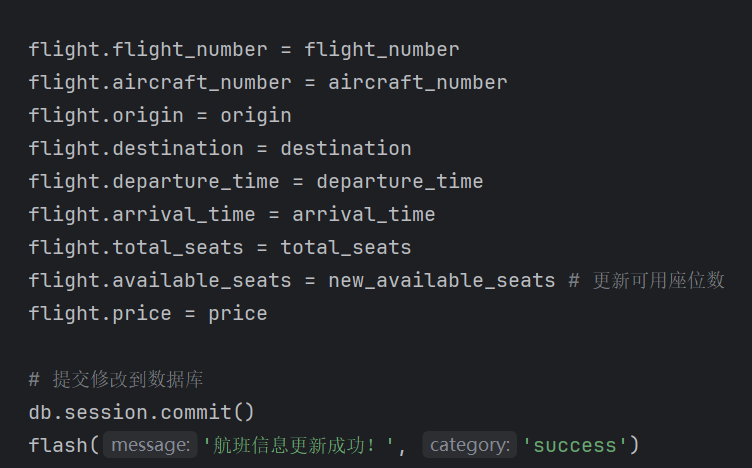 flight.flight_number = flight_number
flight.aircraft_number = aircraft_number
flight.origin = origin
flight.destination = destination
flight.departure_time = departure_time
flight.arrival_time = arrival_time
flight.total_seats = total_seats
flight.available_seats = new_available_seats # 更新可用座位数
flight.price = price
# 提交修改到数据库
db.session.commit()
flash( message: '航班信息更新成功！', category: 'success')